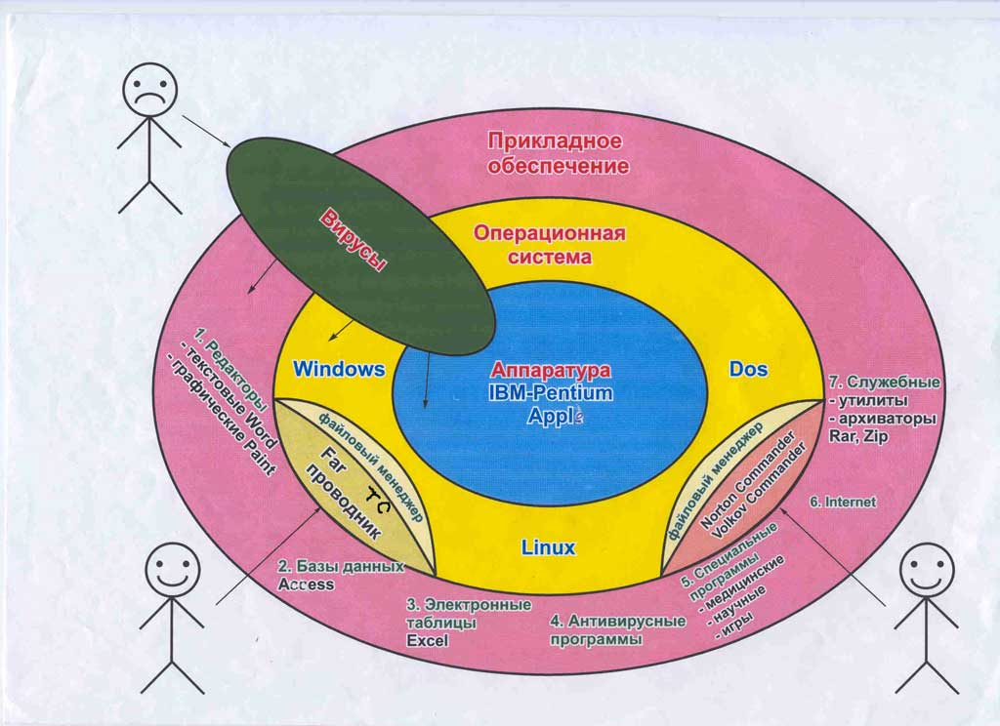 Прикладное
обеспечение
Вирусы
Операционная
система
Windows
Dos
Linux
Аппаратура
IBM-Pentium
Apple
файловый менеджер
Far
проводник
TC
файловый менеджер
Norton Commander
Volkov Commander
1. Редакторы
- текстовые Word
- графические Paint
2. Базы данных
Access
3. Электронные
таблицы
Excel
4. Антивирусные
программы
5. Специальные
программы
- медицинские
- научные
- игры
6. Internet
7. Служебные
- утилиты
- архиваторы
Rar, Zip